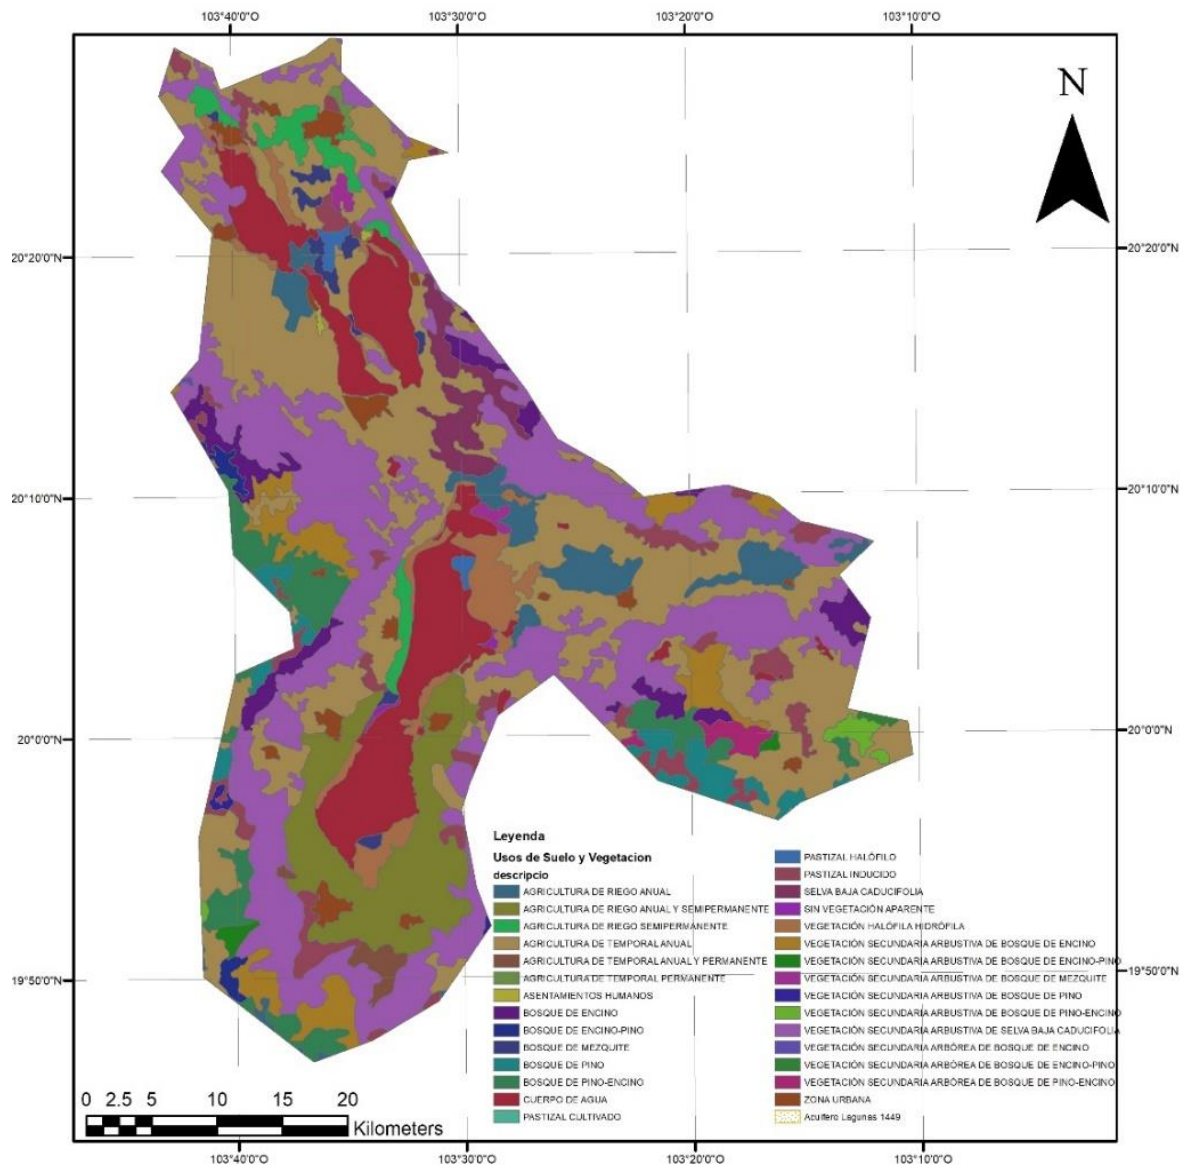 103°40'0"O 103°30'0"O 103°20'0"O 103°10'0"O
N
20°20'0"N 20°20'0"N
20°10'0"N 20°10'0"N
20°0'0"N 20°0'0"N
19°50'0"N 19°50'0"N
Leyenda
Usos de Suelo y Vegetacion
descripcio
AGRICULTURA DE RIEGO ANUAL
AGRICULTURA DE RIEGO ANUAL Y SEMIPERMANENTE
AGRICULTURA DE RIEGO SEMIPERMANENTE
AGRICULTURA DE TEMPORAL ANUAL
AGRICULTURA DE TEMPORAL ANUAL Y PERMANENTE
AGRICULTURA DE TEMPORAL PERMANENTE
ASENTAMIENTOS HUMANOS
BOSQUE DE ENCINO
BOSQUE DE ENCINO-PINO
BOSQUE DE MEZQUITE
BOSQUE DE PINO
BOSQUE DE PINO-ENCINO
CUERPO DE AGUA
PASTIZAL CULTIVADO
PASTIZAL HALÓFILO
PASTIZAL INDUCIDO
SELVA BAJA CADUCIFOLIA
SIN VEGETACIÓN APARENTE
VEGETACIÓN HALÓFILA HIDRÓFILA
VEGETACIÓN SECUNDARIA ARBUSTIVA DE BOSQUE DE ENCINO
VEGETACIÓN SECUNDARIA ARBUSTIVA DE BOSQUE DE ENCINO-PINO
VEGETACIÓN SECUNDARIA ARBUSTIVA DE BOSQUE DE MEZQUITE
VEGETACIÓN SECUNDARIA ARBUSTIVA DE BOSQUE DE PINO
VEGETACIÓN SECUNDARIA ARBUSTIVA DE BOSQUE DE PINO-ENCINO
VEGETACIÓN SECUNDARIA ARBUSTIVA DE SELVA BAJA CADUCIFOLIA
VEGETACIÓN SECUNDARIA ARBÓREA DE BOSQUE DE ENCINO
VEGETACIÓN SECUNDARIA ARBÓREA DE BOSQUE DE ENCINO-PINO
VEGETACIÓN SECUNDARIA ARBÓREA DE BOSQUE DE PINO-ENCINO
ZONA URBANA
Acuifero Lagunas 1449
0 2.5 5 10 15 20
Kilometers
103°40'0"O 103°30'0"O 103°20'0"O 103°10'0"O